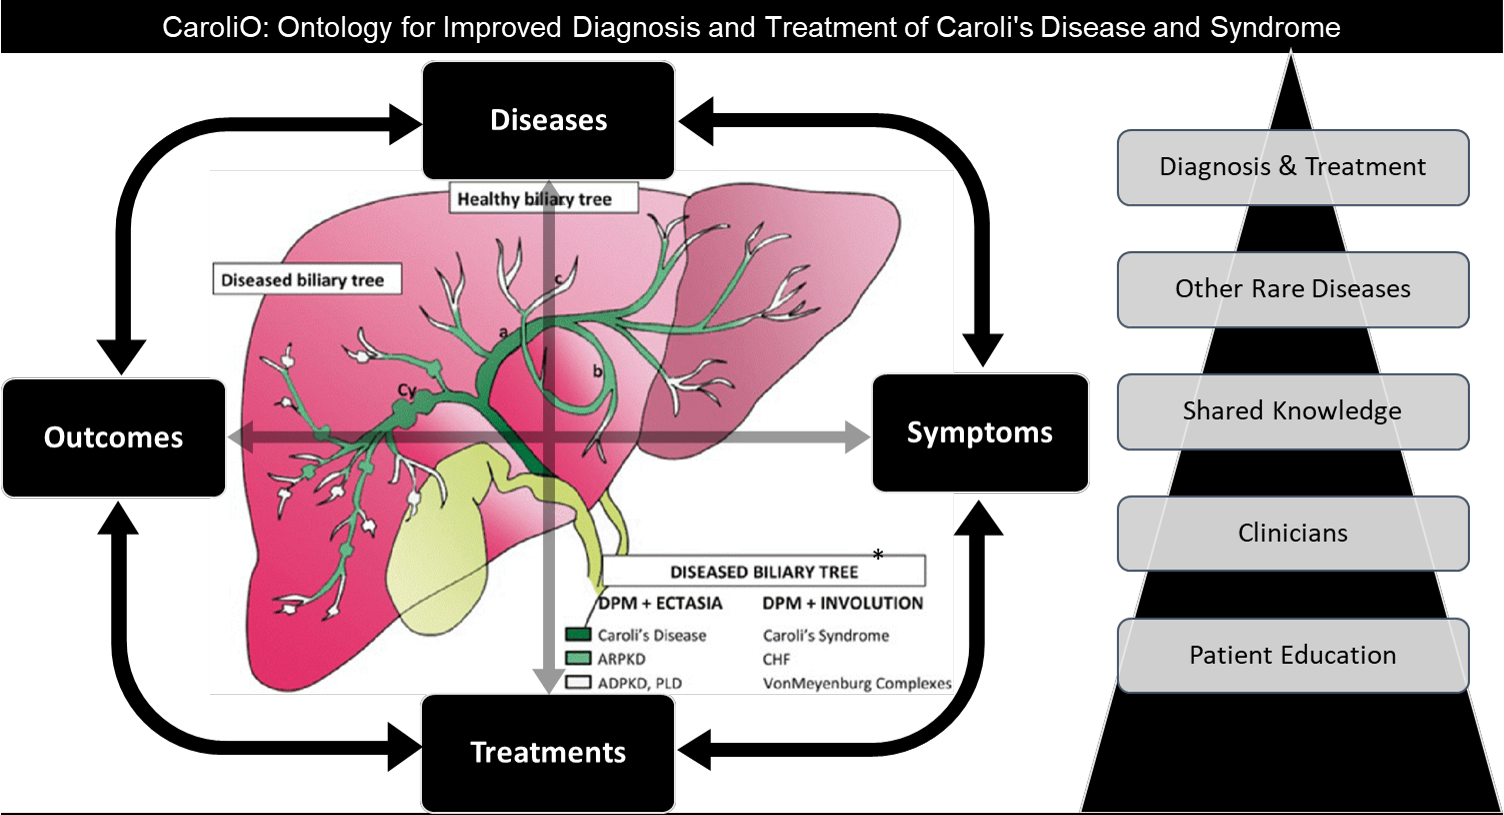 CaroliO: Ontology for Improved Diagnosis and Treatment of Caroli's Disease and Syndrome
Diseases
Healthy biliary tree
Diseased biliary tree
c
a
b
Cy
Outcomes
Symptoms
*
DISEASED BILIARY TREE
DPM + ECTASIA DPM + INVOLUTION
Caroli's Disease Caroli's Syndrome
ARPKD CHF
ADPKD, PLD VonMeyenburg Complexes
Treatments
Diagnosis & Treatment
Other Rare Diseases
Shared Knowledge
Clinicians
Patient Education